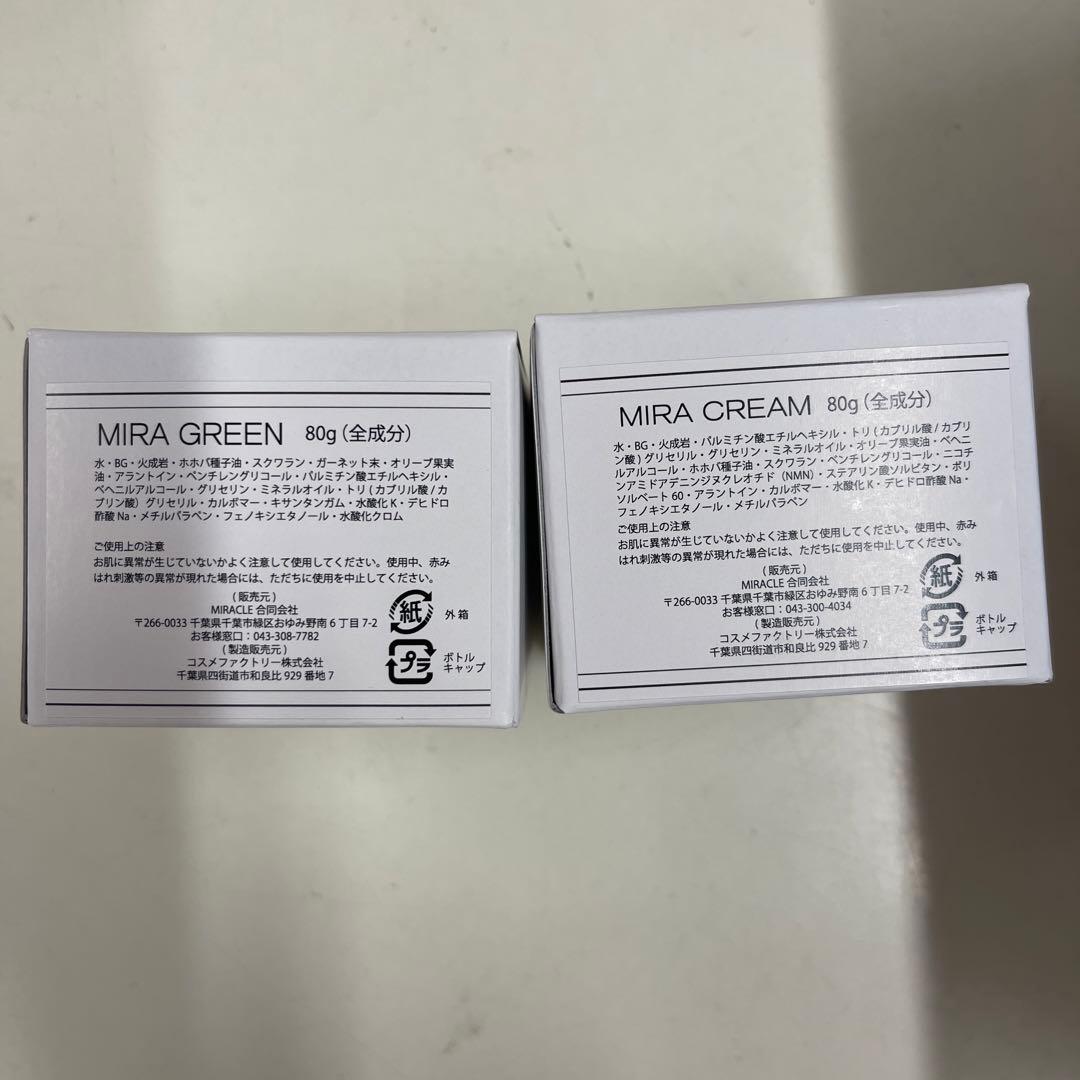 MIRA GREEN 80g(全成分)
水・BG・火成岩・ホホバ種子油・スクワラン・ガーネット末・オリーブ果実
油・アラントイン・ペンチレングリコール・パルミチン酸エチルヘキシル・
ベヘニルアルコール・グリセリン・ミネラルオイル・トリ(カプリル酸/カ
プリン酸)グリセリル・カルボマー・キサンタンガム・水酸化K・デヒドロ
酢酸Na・メチルパラベン・フェノキシエタノール・水酸化クロム
ご使用上の注意
お肌に異常が生じていないかよく注意して使用してください。使用中、赤み
はれ刺激等の異常が現れた場合には、ただちに使用を中止してください。
(販売元)
MIRACLE 合同会社
〒266-0033 千葉県千葉市緑区おゆみ野南6丁目7-2
お客様窓口:043-308-7782
(製造販売元)
コスメファクトリー株式会社
千葉県四街道市和良比929番地7
紙
外箱
プラ
ボトル
キャップ
MIRA CREAM 80g(全成分)
水・BG・火成岩・パルミチン酸エチルヘキシル・トリ(カプリル酸/カプリ
ン酸)グリセリル・グリセリン・ミネラルオイル・オリーブ果実油・ベヘニ
ルアルコール・ホホバ種子油・スクワラン・ペンチレングリコール・ニコチ
ンアミドアデニンジヌクレオチド(NMN)・ステアリン酸ソルビタン・ポリ
ソルベート60・アラントイン・カルボマー・水酸化K・デヒドロ酢酸Na・
フェノキシエタノール・メチルパラベン
ご使用上の注意
お肌に異常が生じていないかよく注意して使用してください。使用中、赤み
はれ刺激等の異常が現れた場合には、ただちに使用を中止してください。
(販売元)
MIRACLE 合同会社
〒266-0033 千葉県千葉市緑区おゆみ野南6丁目7-2
お客様窓口:043-300-4034
(製造販売元)
コスメファクトリー株式会社
千葉県四街道市和良比929番地7
紙
外箱
プラ
ボトル
キャップ